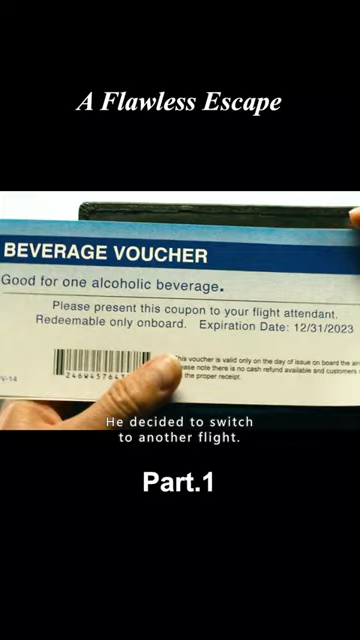 A Flawless Escape
BEVERAGE VOUCHER
Good for one alcoholic beverage.
Please present this coupon to your flight attendant.
Redeemable only onboard. Expiration Date: 12/31/2023
this voucher is valid only on the day of issue on board the
note there is no cash refund available and customers
the proper receipt.
V-14
He decided to switch
to another flight.
Part.1